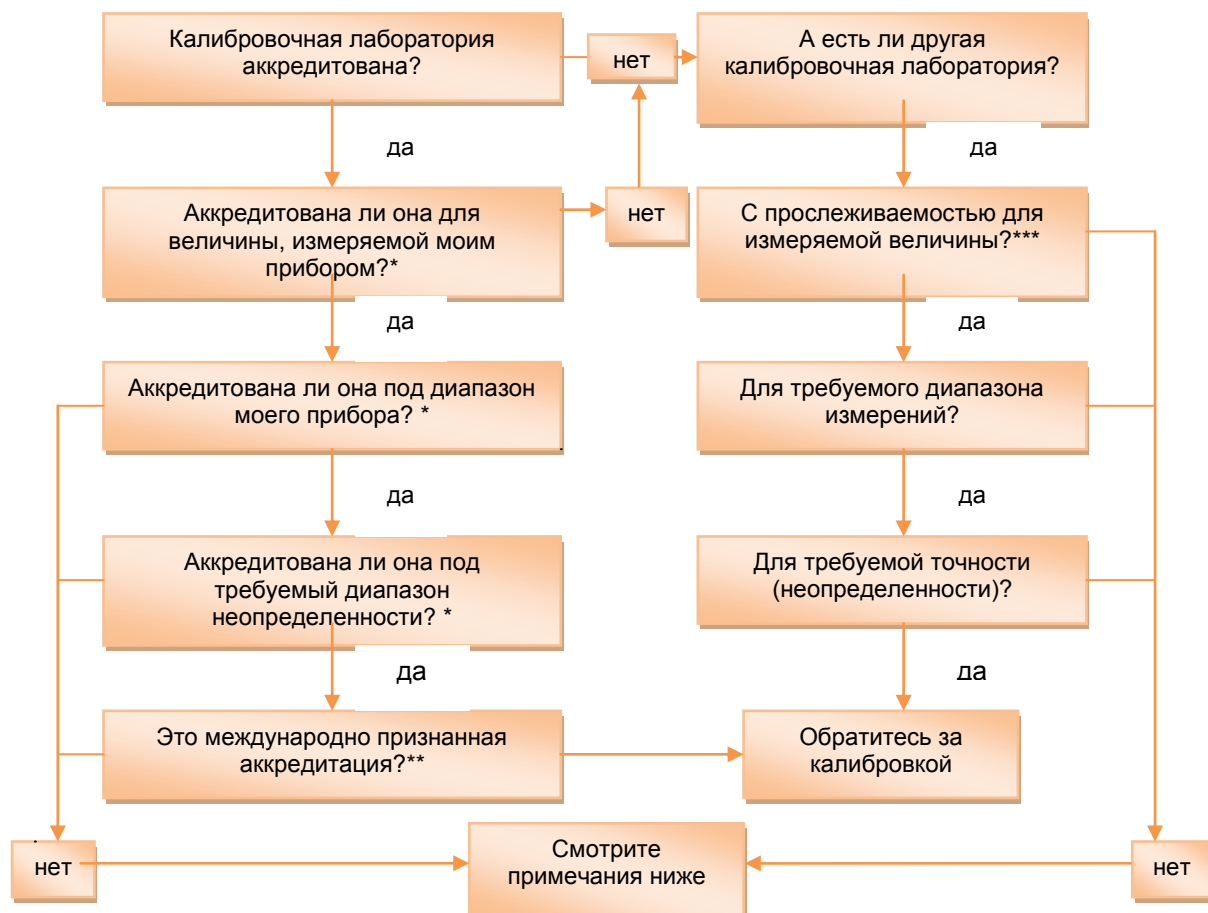 Калибровочная лаборатория
аккредитована?
нет
А есть ли другая
калибровочная лаборатория?
да
да
Аккредитована ли она для
величины, измеряемой моим
прибором?*
нет
С прослеживаемостью для
измеряемой величины?***
да
да
Аккредитована ли она под диапазон
моего прибора? *
Для требуемого диапазона
измерений?
да
да
Аккредитована ли она под
требуемый диапазон
неопределенности? *
Для требуемой точности
(неопределенности)?
да
да
Это международно признанная
аккредитация?**
Обратитесь за
калибровкой
нет
Смотрите
примечания ниже
нет